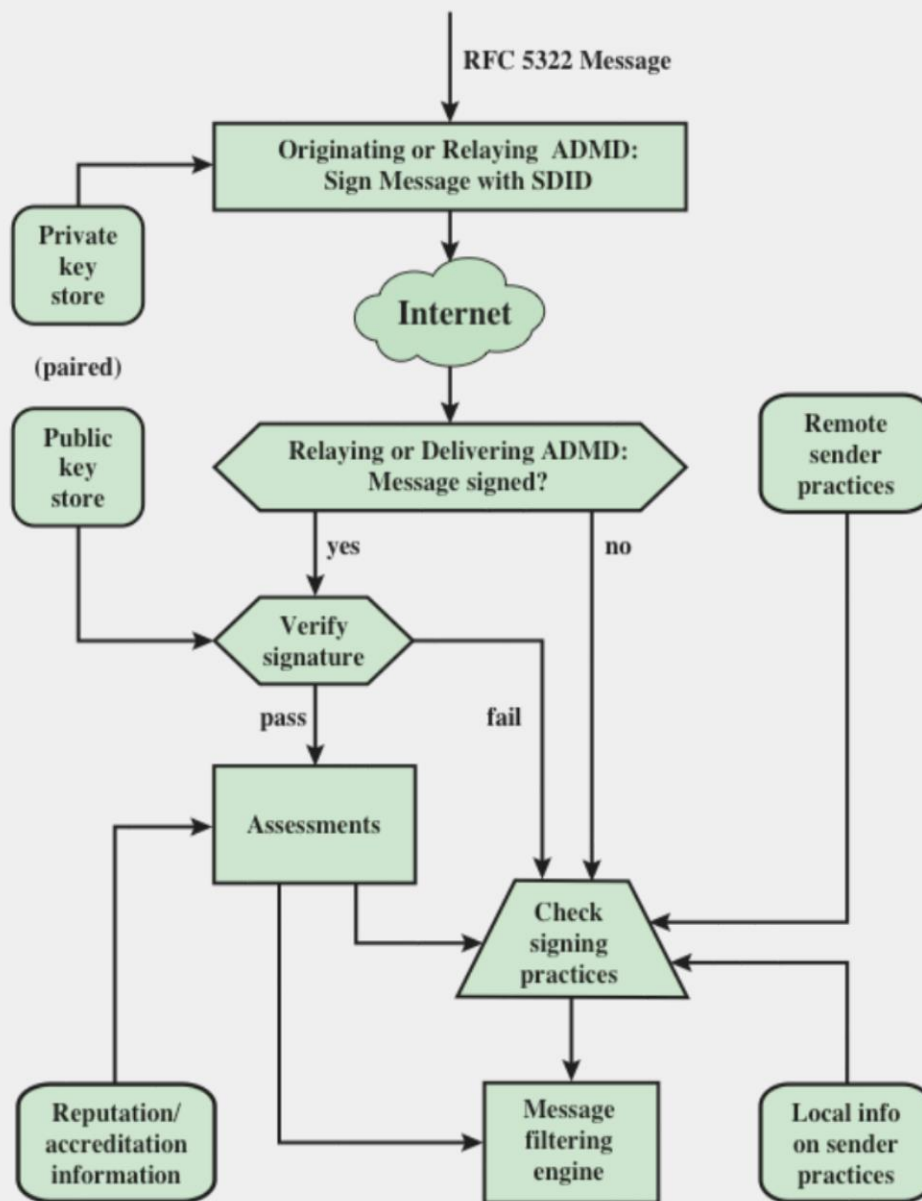 RFC 5322 Message
Originating or Relaying ADMD:
Sign Message with SDID
Private
key
store
Internet
(paired)
Public
key
store
Relaying or Delivering ADMD:
Message signed?
Remote
sender
practices
yes
no
Verify
signature
pass
fail
Assessments
Check
signing
practices
Reputation/
accreditation
information
Message
filtering
engine
Local info
on sender
practices